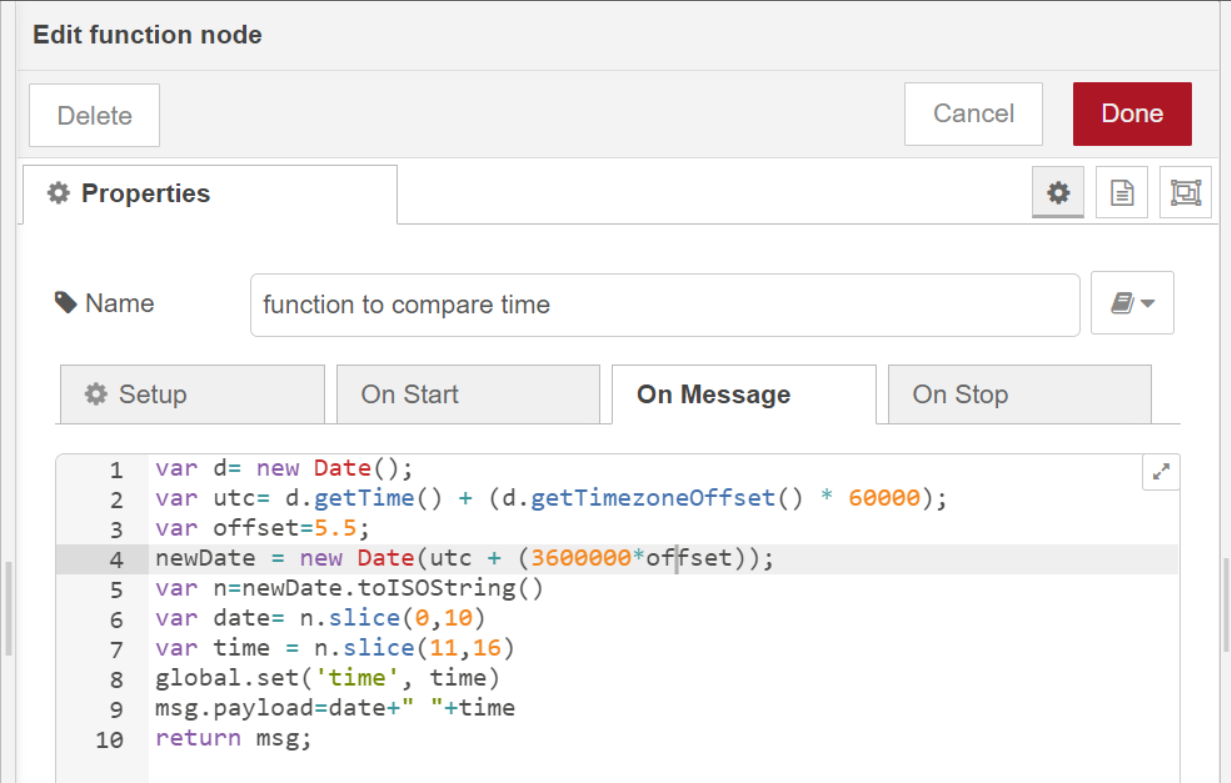 Edit function node
Delete
Cancel
Done
Properties
Name
function to compare time
Setup
On Start
On Message
On Stop
1 var d= new Date();
2 var utc= d.getTime() + (d.getTimezoneOffset() * 60000);
3 var offset=5.5;
4 newDate = new Date(utc + (3600000*offset));
5 var n=newDate.toISOString()
6 var date= n.slice(0,10)
7 var time = n.slice(11,16)
8 global.set('time', time)
9 msg.payload=date+" "+time
10 return msg;